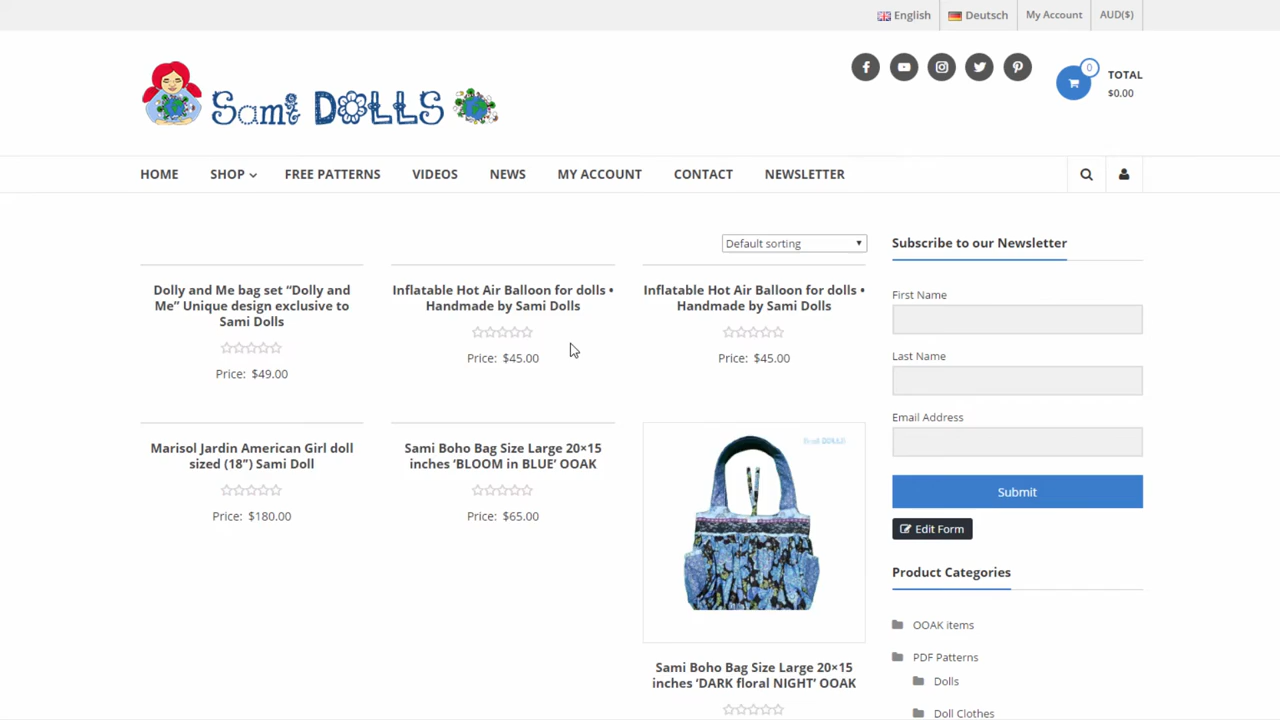 English
Deutsch
My Account
AUD($)
Sami DOLLS
0
TOTAL
$0.00
HOME
SHOP
FREE PATTERNS
VIDEOS
NEWS
MY ACCOUNT
CONTACT
NEWSLETTER
Default sorting
Dolly and Me bag set “Dolly and
Me” Unique design exclusive to
Sami Dolls
Price: $49.00
Inflatable Hot Air Balloon for dolls •
Handmade by Sami Dolls
Price: $45.00
Inflatable Hot Air Balloon for dolls •
Handmade by Sami Dolls
Price: $45.00
Marisol Jardin American Girl doll
sized (18”) Sami Doll
Price: $180.00
Sami Boho Bag Size Large 20×15
inches ‘BLOOM in BLUE’ OOAK
Price: $65.00
Sami DOLLS
Sami Boho Bag Size Large 20×15
inches ‘DARK floral NIGHT’ OOAK
Subscribe to our Newsletter
First Name
Last Name
Email Address
Submit
Edit Form
Product Categories
OOAK items
PDF Patterns
Dolls
Doll Clothes